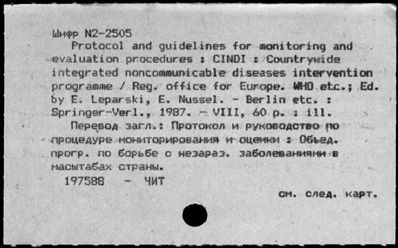 Шифр N2-2505
Protocol and guidelines for monitoring and
evaluation procedures : CINDI : Countrywide
integrated noncommunicable diseases intervention
programme / Reg. office for Europe. WHO etc.; Ed.
by E. Leparski, E. Nussel. - Berlin etc. :
Springer-Verl., 1987. - VIII, 60 p. : ill.
Перевод загл.: Протокол и руководство по
процедуре мониторирования и оценки : Объед.
прогр. по борьбе с незараз. заболеваниями в
масштабах страны.
197588 - ЧИТ
см. след. карт.